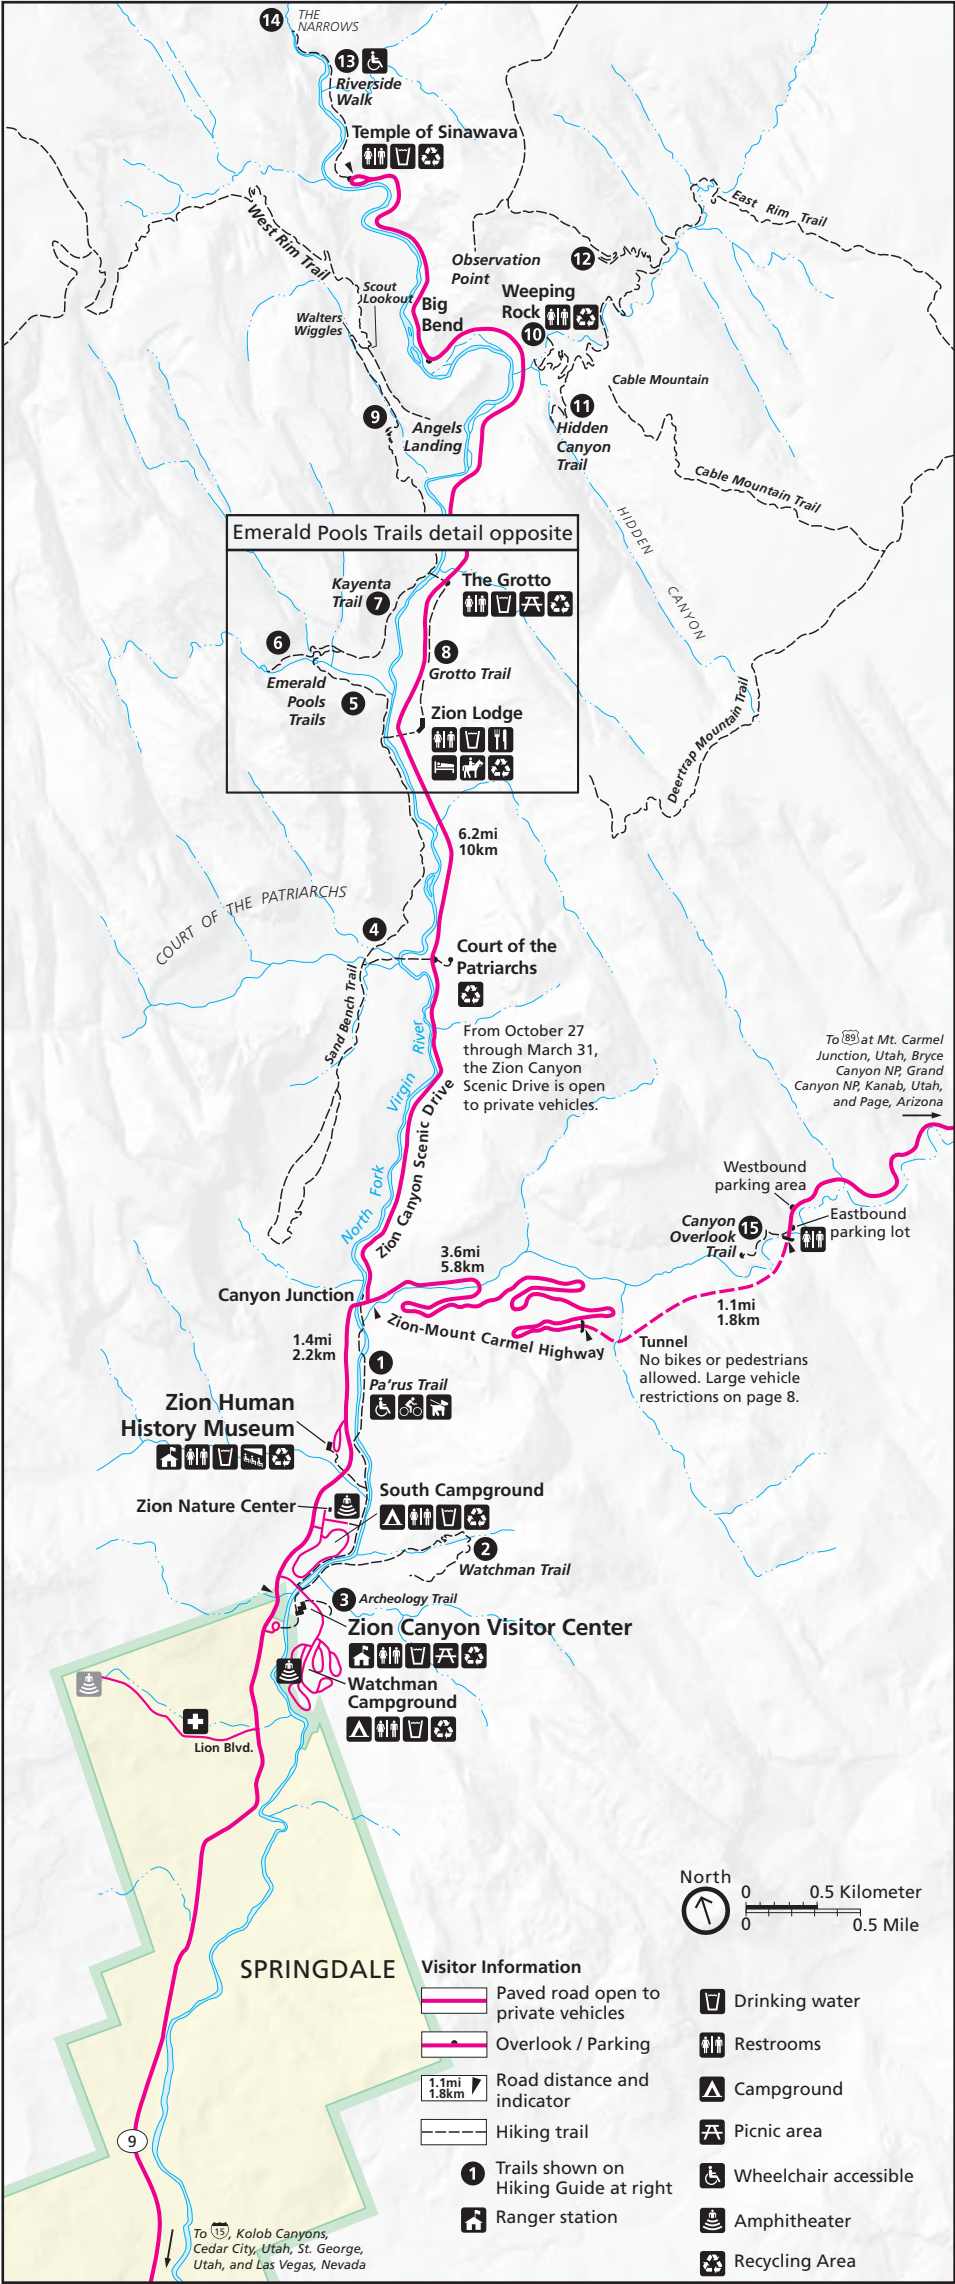 14
THE
NARROWS
13
Riverside
Walk
Temple of Sinawava
East Rim Trail
West Rim Trail
12
Observation
Point
Scout
Lookout
Weeping
Rock
Big
Bend
Walters
Wiggles
10
Cable Mountain
9
11
Angels
Landing
Hidden
Canyon
Trail
Cable Mountain Trail
HIDDEN
CANYON
Emerald Pools Trails detail opposite
Kayenta
Trail
7
The Grotto
6
8
Grotto Trail
Emerald
Pools
Trails
5
Zion Lodge
Deertrap Mountain Trail
6.2mi
10km
COURT OF THE PATRIARCHS
4
Court of the
Patriarchs
Sand Bench Trail
From October 27
through March 31,
the Zion Canyon
Scenic Drive is open
to private vehicles.
North Fork Virgin River
Zion Canyon Scenic Drive
To 89 at Mt. Carmel
Junction, Utah, Bryce
Canyon NP, Grand
Canyon NP, Kanab, Utah,
and Page, Arizona
Westbound
parking area
Eastbound
parking lot
Canyon
Overlook
Trail
15
3.6mi
5.8km
Canyon Junction
Zion-Mount Carmel Highway
1.1mi
1.8km
1.4mi
2.2km
Tunnel
No bikes or pedestrians
allowed. Large vehicle
restrictions on page 8.
1
Pa'rus Trail
Zion Human
History Museum
South Campground
Zion Nature Center
2
Watchman Trail
3
Archeology Trail
Zion Canyon Visitor Center
Watchman
Campground
Lion Blvd.
SPRINGDALE
9
To 15, Kolob Canyons,
Cedar City, Utah, St. George,
Utah, and Las Vegas, Nevada
North
0 0.5 Kilometer
0 0.5 Mile
Visitor Information
Paved road open to
private vehicles
Overlook / Parking
1.1mi
1.8km
Road distance and
indicator
Hiking trail
1
Trails shown on
Hiking Guide at right
Ranger station
Drinking water
Restrooms
Campground
Picnic area
Wheelchair accessible
Amphitheater
Recycling Area